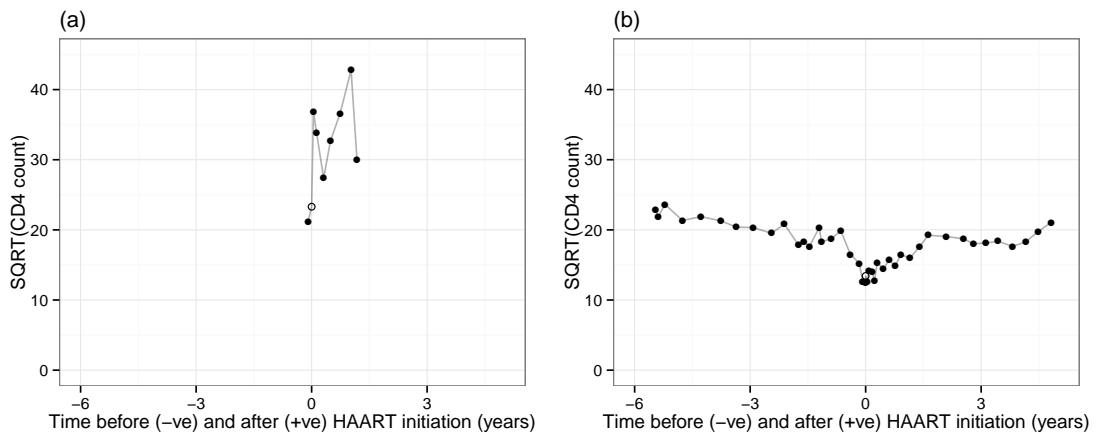 (a)
SQRT(CD4 count)
40
30
20
10
0
−6 −3 0 3
Time before (−ve) and after (+ve) HAART initiation (years)
(b)
SQRT(CD4 count)
40
30
20
10
0
−6 −3 0 3
Time before (−ve) and after (+ve) HAART initiation (years)